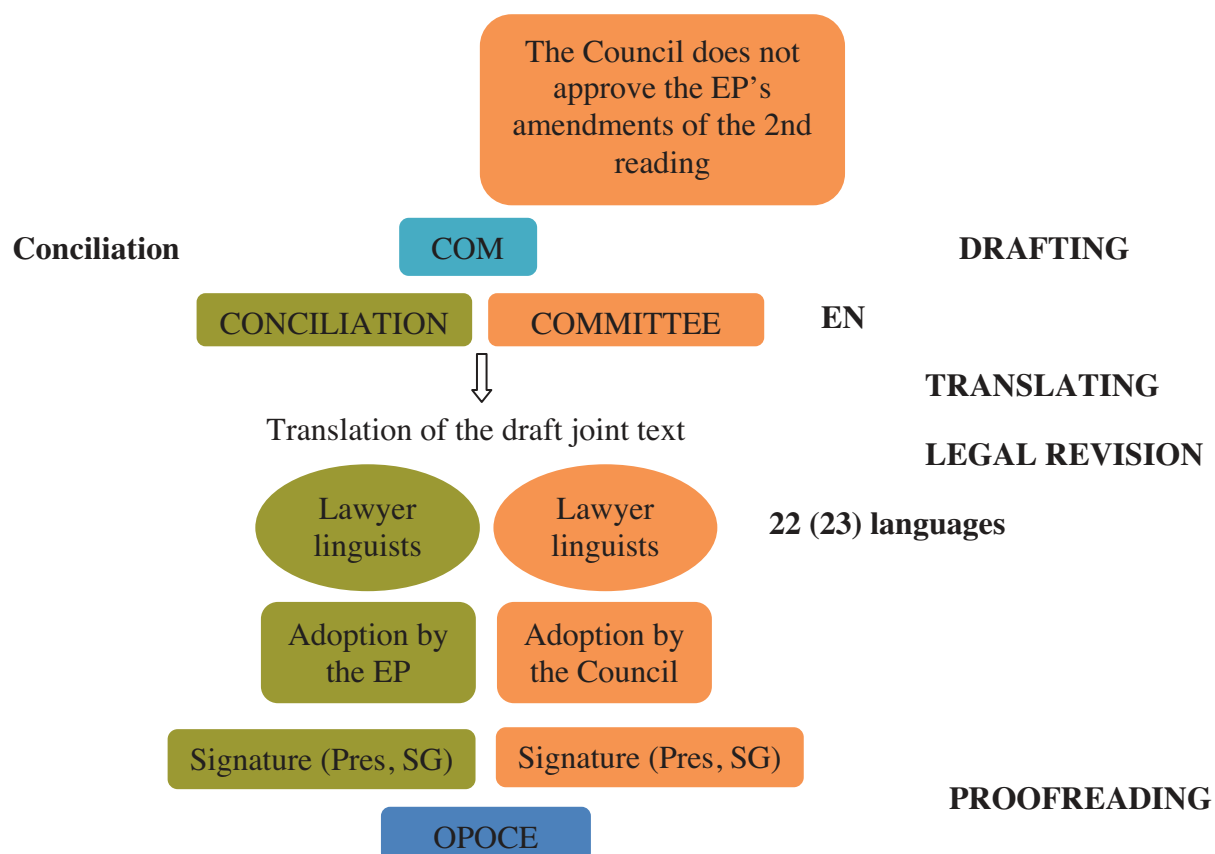 The Council does not
approve the EP’s
amendments of the 2nd
reading
Conciliation
COM
DRAFTING
CONCILIATION
COMMITTEE
EN
TRANSLATING
Translation of the draft joint text
LEGAL REVISION
Lawyer
linguists
Lawyer
linguists
22 (23) languages
Adoption by
the EP
Adoption by
the Council
Signature (Pres, SG)
Signature (Pres, SG)
PROOFREADING
OPOCE